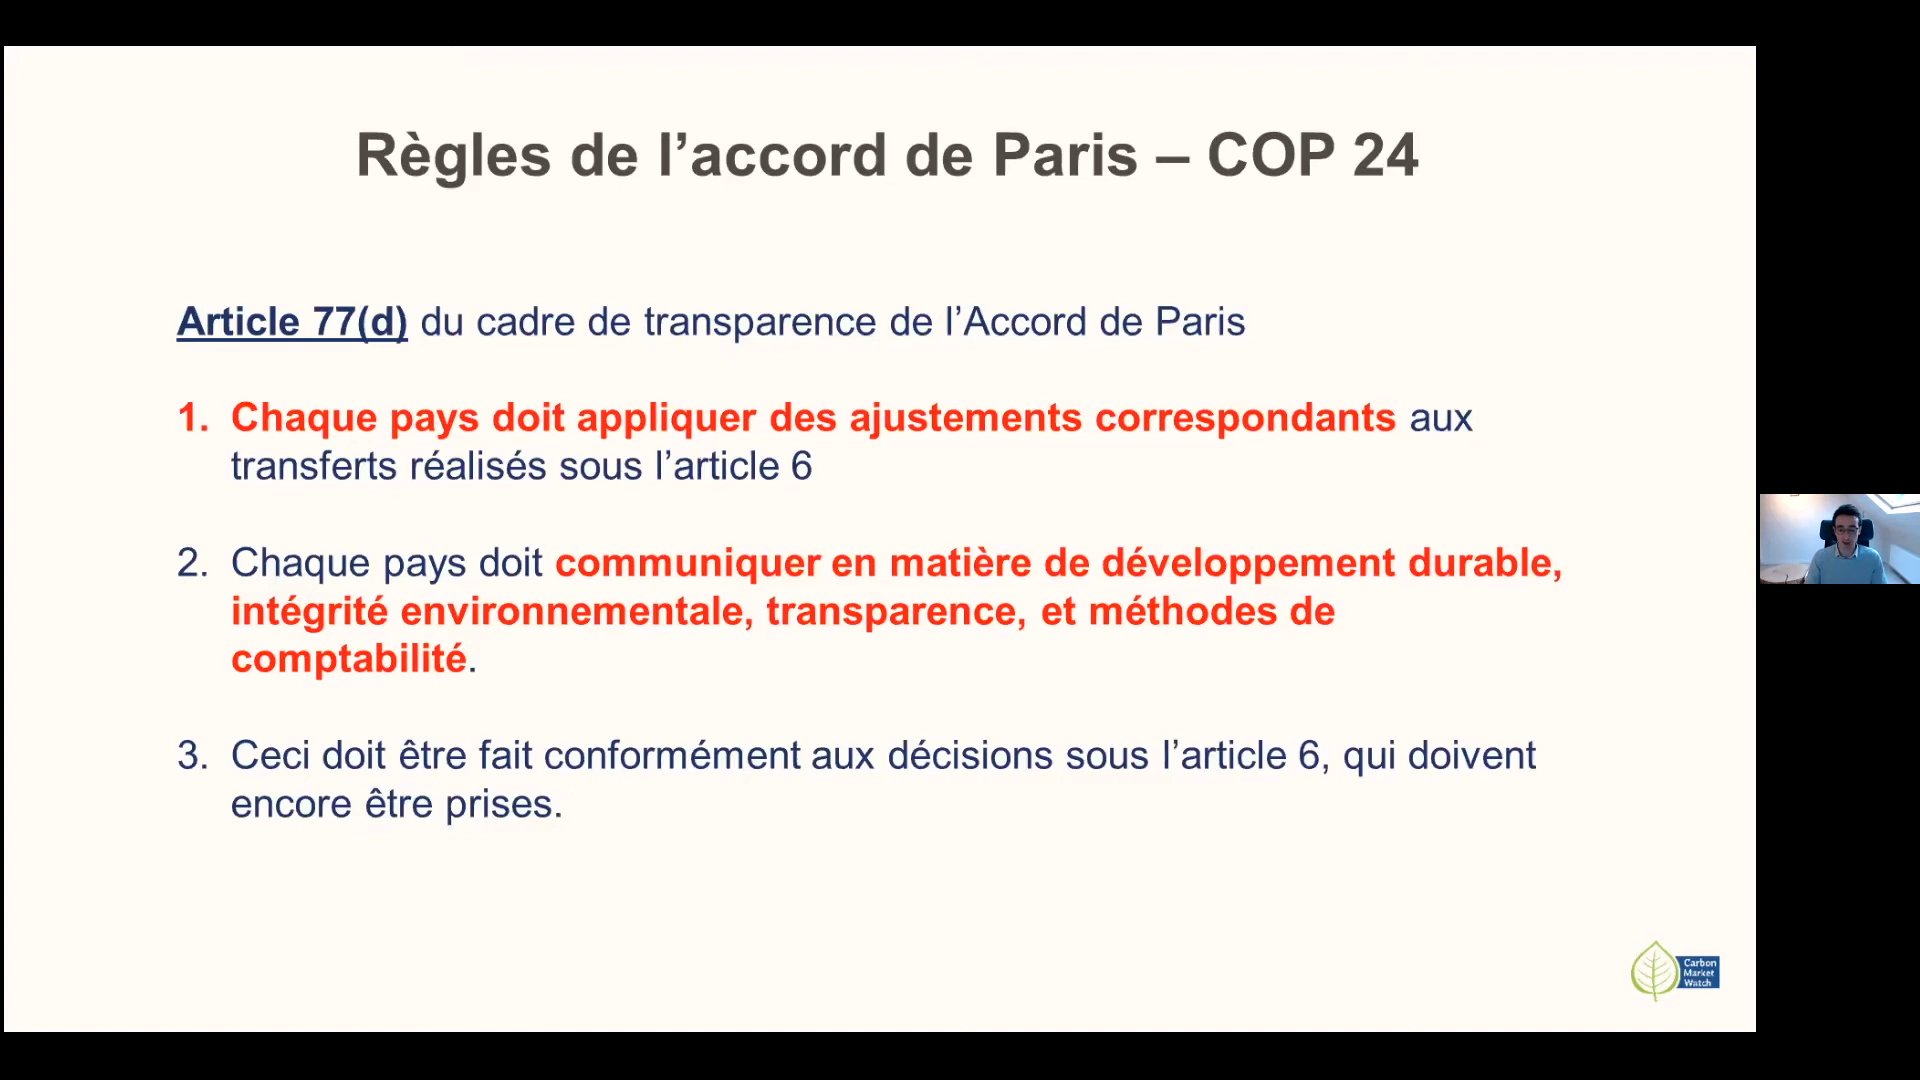 Règles de l’accord de Paris – COP 24
Article 77(d) du cadre de transparence de l’Accord de Paris
1. Chaque pays doit appliquer des ajustements correspondants aux
transferts réalisés sous l’article 6
2. Chaque pays doit communiquer en matière de développement durable,
intégrité environnementale, transparence, et méthodes de
comptabilité.
3. Ceci doit être fait conformément aux décisions sous l’article 6, qui doivent
encore être prises.
Carbon
Market
Watch